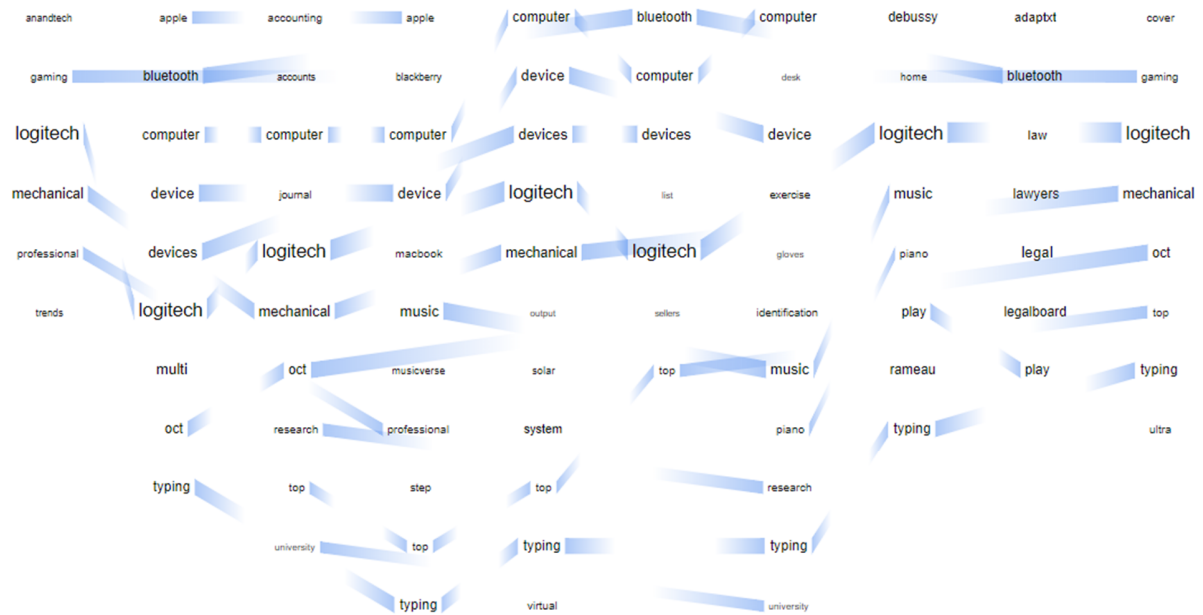 anandtech apple accounting apple computer bluetooth computer debussy adaptxt cover
gaming bluetooth accounts blackberry device computer desk home bluetooth gaming
logitech computer computer computer devices devices device logitech law logitech
mechanical device journal device logitech list exercise music lawyers mechanical
professional devices logitech macbook mechanical logitech gloves piano legal oct
trends logitech mechanical music output sellers identification play legalboard top
multi oct musicverse solar top music rameau play typing
oct research professional system piano typing ultra
typing top step top research
university top typing typing
typing virtual university